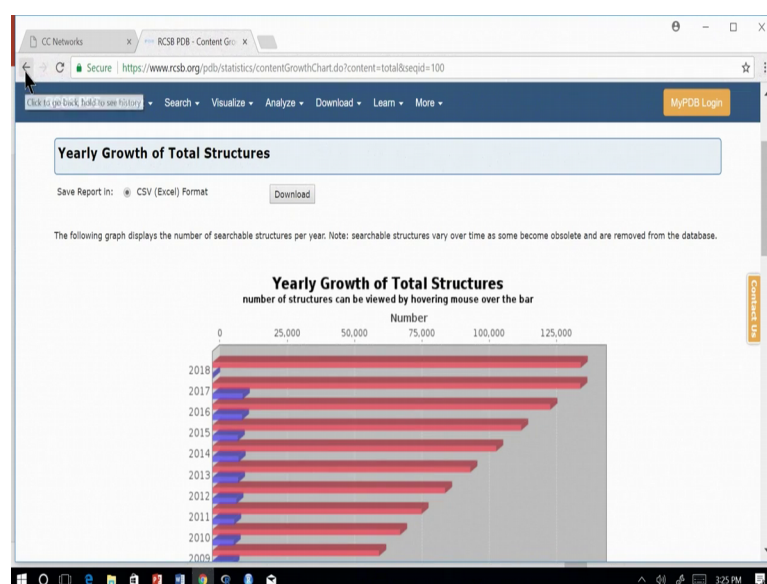 CC Networks x RCSB PDB - Content Gro x
Secure | https://www.rcsb.org/pdb/statistics/contentGrowthChart.do?content=total&seqid=100
Click to go back, hold to see history Search Visualize Analyze Download Learn More MyPDB Login
Yearly Growth of Total Structures
Save Report in: CSV (Excel) Format Download
The following graph displays the number of searchable structures per year. Note: searchable structures vary over time as some become obsolete and are removed from the database.
Contact Us
Yearly Growth of Total Structures
number of structures can be viewed by hovering mouse over the bar
Number
0 25,000 50,000 75,000 100,000 125,000
2018
2017
2016
2015
2014
2013
2012
2011
2010
2009
3:25 PM